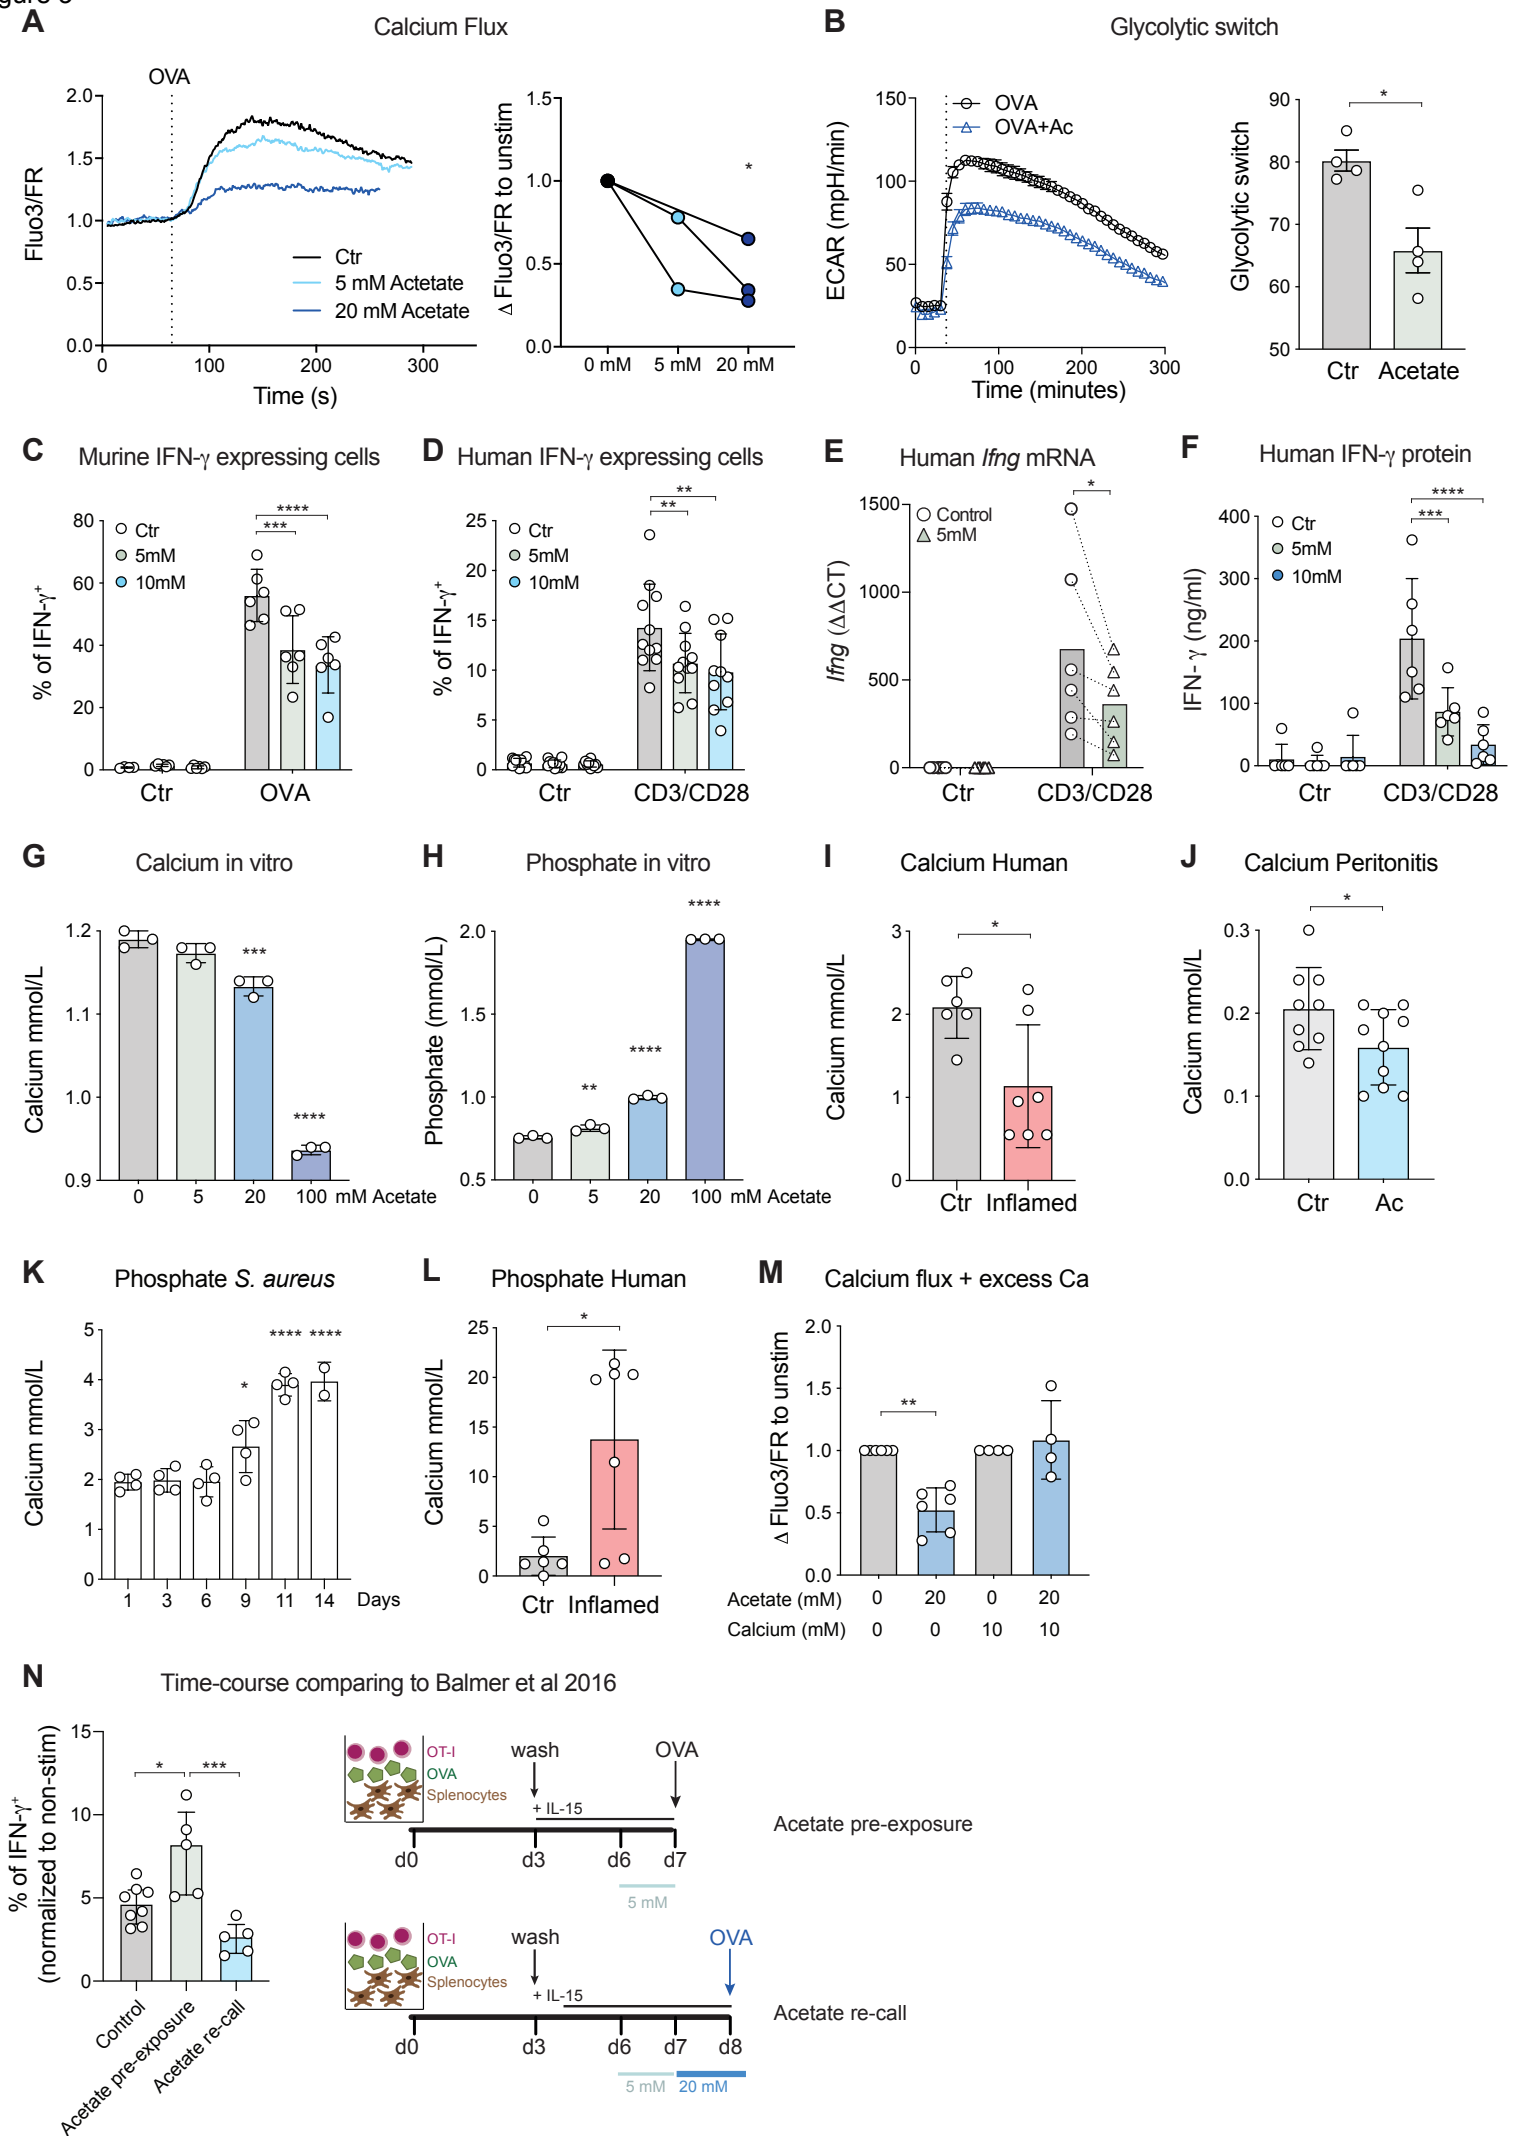 A
Calcium Flux
OVA
2.0
1.5
1.0
0.5
0.0
Fluo3/FR
Ctr
5 mM Acetate
20 mM Acetate
0
100
200
300
Time (s)
1.5
1.0
0.5
0.0
Δ Fluo3/FR to unstim
*
0 mM
5 mM
20 mM
B
Glycolytic switch
150
100
50
0
ECAR (mpH/min)
OVA
OVA+Ac
0
100
200
300
Time (minutes)
90
80
70
60
50
Glycolytic switch
*
Ctr
Acetate
C
Murine IFN-γ expressing cells
80
60
40
20
0
% of IFN-γ+
Ctr
5mM
10mM
****
***
Ctr
OVA
D
Human IFN-γ expressing cells
25
20
15
10
5
0
% of IFN-γ+
Ctr
5mM
10mM
**
**
Ctr
CD3/CD28
E
Human Ifng mRNA
1500
1000
500
0
Ifng (ΔΔCT)
Control
5mM
*
Ctr
CD3/CD28
F
Human IFN-γ protein
400
300
200
100
0
IFN- γ (ng/ml)
Ctr
5mM
10mM
****
***
Ctr
CD3/CD28
G
Calcium in vitro
1.2
1.1
1.0
0.9
Calcium mmol/L
***
****
0
5
20
100
mM Acetate
H
Phosphate in vitro
2.0
1.5
1.0
0.5
Phosphate (mmol/L)
**
****
****
0
5
20
100
mM Acetate
I
Calcium Human
3
2
1
0
Calcium mmol/L
*
Ctr
Inflamed
J
Calcium Peritonitis
0.3
0.2
0.1
0.0
Calcium mmol/L
*
Ctr
Ac
K
Phosphate S. aureus
5
4
3
2
1
0
Calcium mmol/L
*
****
****
1
3
6
9
11
14
Days
L
Phosphate Human
25
20
15
10
5
0
Calcium mmol/L
*
Ctr
Inflamed
M
Calcium flux + excess Ca
2.0
1.5
1.0
0.5
0.0
Δ Fluo3/FR to unstim
**
Acetate (mM) 0 20 0 20
Calcium (mM) 0 0 10 10
N
Time-course comparing to Balmer et al 2016
15
10
5
0
% of IFN-γ+
(normalized to non-stim)
*
***
Control
Acetate pre-exposure
Acetate re-call
OT-I
OVA
Splenocytes
wash
+ IL-15
OVA
d0
d3
d6
d7
5 mM
Acetate pre-exposure
OT-I
OVA
Splenocytes
wash
+ IL-15
OVA
d0
d3
d6
d7
d8
5 mM
20 mM
Acetate re-call